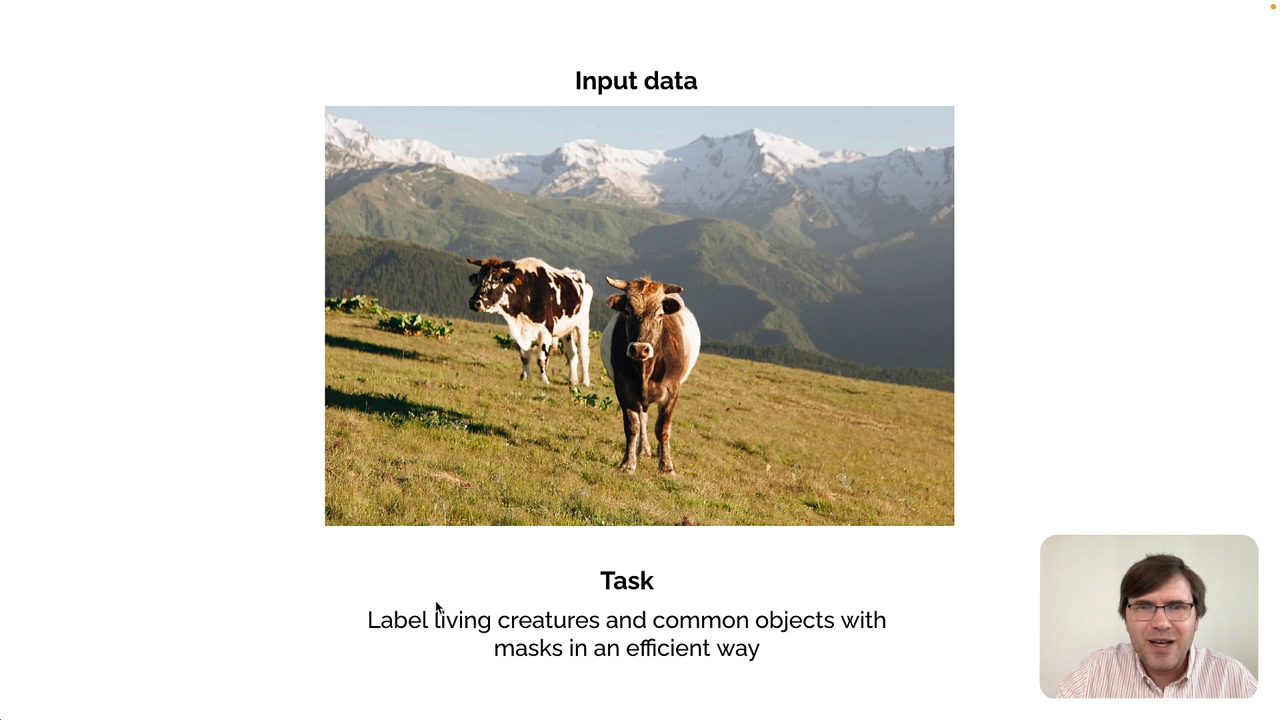 Input data
Task
Label living creatures and common objects with
masks in an efficient way